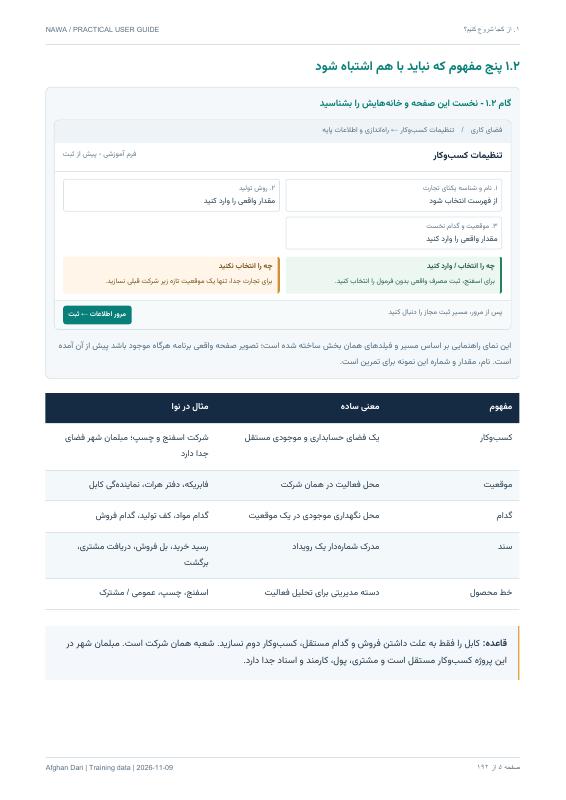 ۱. از کجا شروع کنیم؟
NAWA / PRACTICAL USER GUIDE
۱.۲ پنج مفهوم که نباید با هم اشتباه شود
گام ۱.۲ - نخست این صفحه و خانه‌هایش را بشناسید
فضای کاری / تنظیمات کسب‌وکار ← راه‌اندازی و اطلاعات پایه
تنظیمات کسب‌وکار
فرم آموزشی - پیش از ثبت
۱. نام و شناسه یکتای تجارت
از فهرست انتخاب شود
۲. روش تولید
مقدار واقعی را وارد کنید
۳. موقعیت و گدام نخست
مقدار واقعی را وارد کنید
چه را انتخاب / وارد کنید
برای اسفنج، ثبت مصرف واقعی بدون فرمول را انتخاب کنید.
چه را انتخاب نکنید
برای تجارت جدا، تنها یک موقعیت تازه زیر شرکت قبلی نسازید.
پس از مرور، مسیر ثبت مجاز را دنبال کنید
مرور اطلاعات ← ثبت
این نمای راهنمایی بر اساس مسیر و فیلدهای همان بخش ساخته شده است؛ تصویر صفحه واقعی برنامه هرگاه موجود باشد پیش از آن آمده
است. نام، مقدار و شماره این نمونه برای تمرین است.
مفهوم معنی ساده مثال در نوا
کسب‌وکار یک فضای حسابداری و موجودی مستقل شرکت اسفنج و چسپ؛ مبلمان شهر فضای
جدا دارد
موقعیت محل فعالیت در همان شرکت فابریکه، دفتر هرات، نماینده‌گی کابل
گدام محل نگهداری موجودی در یک موقعیت گدام مواد، کف تولید، گدام فروش
سند مدرک شماره‌دار یک رویداد رسید خرید، بل فروش، دریافت مشتری،
برگشت
خط محصول دسته مدیریتی برای تحلیل فعالیت اسفنج، چسپ، عمومی / مشترک
قاعده: کابل را فقط به علت داشتن فروش و گدام مستقل، کسب‌وکار دوم نسازید. شعبه همان شرکت است. مبلمان شهر در
این پروژه کسب‌وکار مستقل است و مشتری، پول، کارمند و اسناد جدا دارد.
صفحه ۵ از ۱۹۲
Afghan Dari | Training data | 2026-11-09